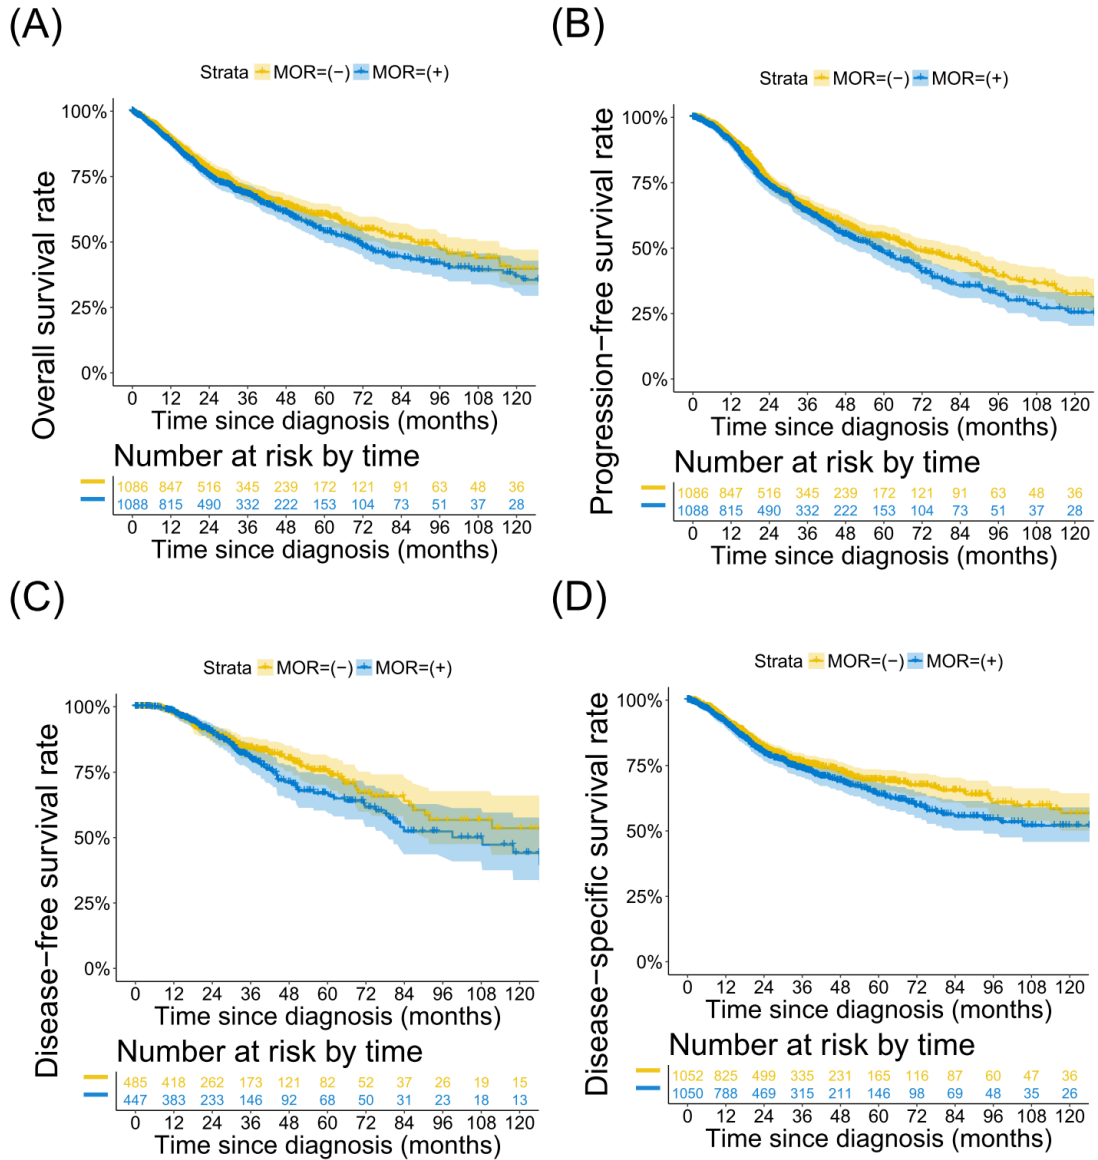 (A)
Strata MOR=(−) MOR=(+)
Overall survival rate
100%
75%
50%
25%
0%
0 12 24 36 48 60 72 84 96 108 120
Time since diagnosis (months)
Number at risk by time
1086 847 516 345 239 172 121 91 63 48 36
1088 815 490 332 222 153 104 73 51 37 28
0 12 24 36 48 60 72 84 96 108 120
Time since diagnosis (months)
(B)
Strata MOR=(−) MOR=(+)
Progression−free survival rate
100%
75%
50%
25%
0%
0 12 24 36 48 60 72 84 96 108 120
Time since diagnosis (months)
Number at risk by time
1086 847 516 345 239 172 121 91 63 48 36
1088 815 490 332 222 153 104 73 51 37 28
0 12 24 36 48 60 72 84 96 108 120
Time since diagnosis (months)
(C)
Strata MOR=(−) MOR=(+)
Disease−free survival rate
100%
75%
50%
25%
0%
0 12 24 36 48 60 72 84 96 108 120
Time since diagnosis (months)
Number at risk by time
485 418 262 173 121 82 52 37 26 19 15
447 383 233 146 92 68 50 31 23 18 13
0 12 24 36 48 60 72 84 96 108 120
Time since diagnosis (months)
(D)
Strata MOR=(−) MOR=(+)
Disease−specific survival rate
100%
75%
50%
25%
0%
0 12 24 36 48 60 72 84 96 108 120
Time since diagnosis (months)
Number at risk by time
1052 825 499 335 231 165 116 87 60 47 36
1050 788 469 315 211 146 98 69 48 35 26
0 12 24 36 48 60 72 84 96 108 120
Time since diagnosis (months)